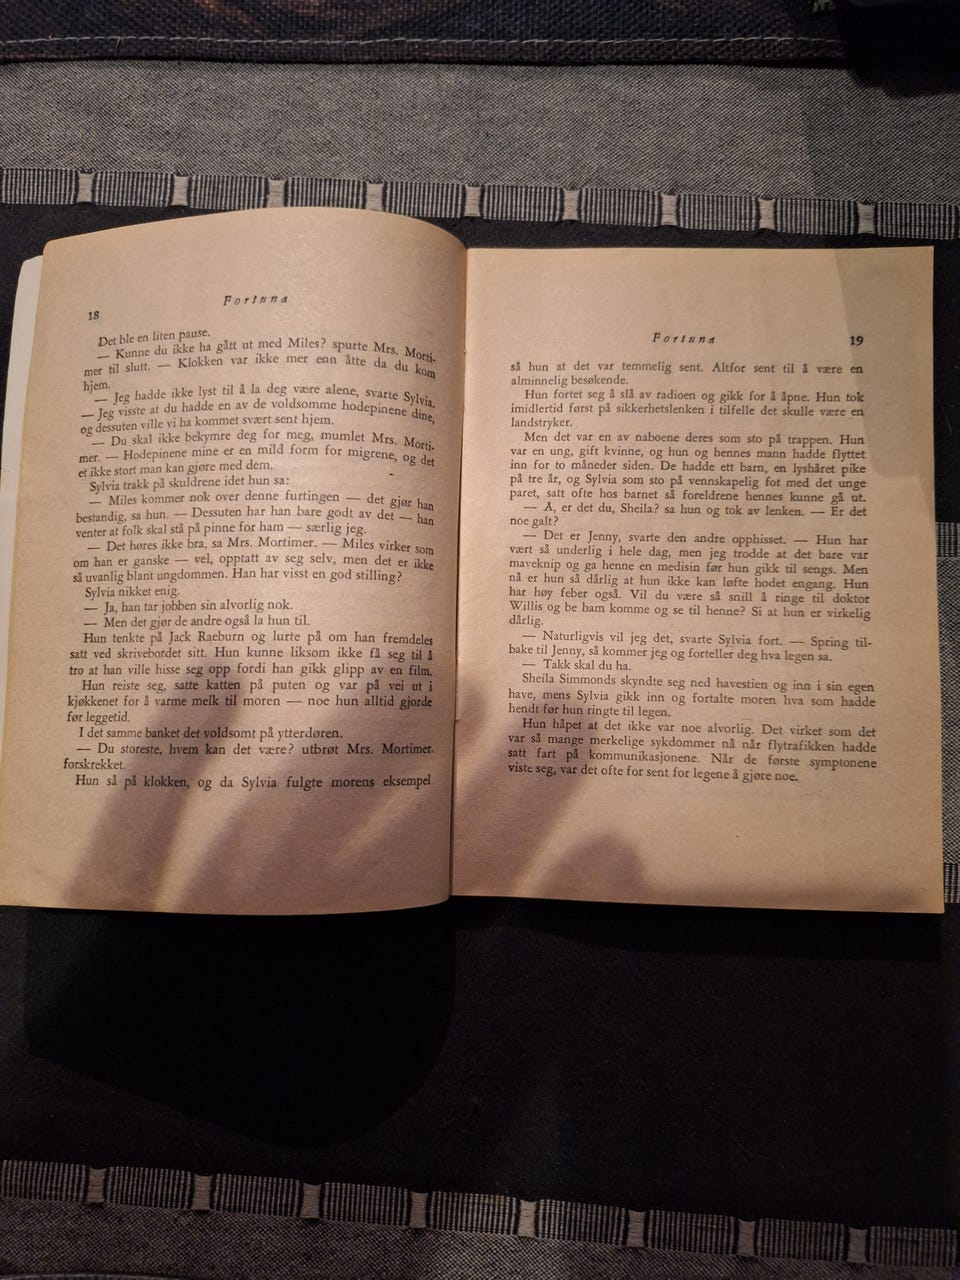 18
Fortuna
Det ble en liten pause.
— Kunne du ikke ha gått ut med Miles? spurte Mrs. Morti-
mer til slutt. — Klokken var ikke mer enn åtte da du kom
hjem.
— Jeg hadde ikke lyst til å la deg være alene, svarte Sylvia.
— Jeg visste at du hadde en av de voldsomme hodepinene dine,
og dessuten ville vi ha kommet svært sent hjem.
— Du skal ikke bekymre deg for meg, mumlet Mrs. Morti-
mer. — Hodepinene mine er en mild form for migrene, og det
et ikke stort man kan gjøre med dem.
Sylvia trakk på skuldrene idet hun sa:
— Miles kommer nok over denne furtingen — det gjør han
bestandig, sa hun. — Dessuten har han bare godt av det — han
venter at folk skal stå på pinne for ham — særlig jeg.
— Det høres ikke bra, sa Mrs. Mortimer. — Miles virker som
om han er ganske — vel, opptatt av seg selv, men det er ikke
så uvanlig blant ungdommen. Han har visst en god stilling?
Sylvia nikket enig.
— Ja, han tar jobben sin alvorlig nok.
— Men det gjør de andre også la hun til.
Hun tenkte på Jack Raeburn og lurte på om han fremdeles
satt ved skrivebordet sitt. Hun kunne liksom ikke få seg til å
tro at han ville hisse seg opp fordi han gikk glipp av en film.
Hun reiste seg, satte katten på puten og var på vei ut i
kjøkkenet for å varme melk til moren — noe hun alltid gjorde
før leggetid.
I det samme banket det voldsomt på ytterdøren.
— Du storeste, hvem kan det være? utbrøt Mrs. Mortimer
forskrekket.
Hun så på klokken, og da Sylvia fulgte morens eksempel
Fortuna
19
så hun at det var temmelig sent. Altfor sent til å være en
alminnelig besøkende.
Hun fortet seg å slå av radioen og gikk for å åpne. Hun tok
imidlertid først på sikkerhetslenken i tilfelle det skulle være en
landstryker.
Men det var en av naboene deres som sto på trappen. Hun
var en ung, gift kvinne, og hun og hennes mann hadde flyttet
inn for to måneder siden. De hadde ett barn, en lyshåret pike
på tre år, og Sylvia som sto på vennskapelig fot med det unge
paret, satt ofte hos barnet så foreldrene hennes kunne gå ut.
— Å, er det du, Sheila? sa hun og tok av lenken. — Er det
noe galt?
— Det er Jenny, svarte den andre opphisset. — Hun har
vært så underlig i hele dag, men jeg trodde at det bare var
maveknip og ga henne en medisin før hun gikk til sengs. Men
nå er hun så dårlig at hun ikke kan løfte hodet engang. Hun
har høy feber også. Vil du være så snill å ringe til doktor
Willis og be ham komme og se til henne? Si at hun er virkelig
dårlig.
— Naturligvis vil jeg det, svarte Sylvia fort. — Spring til-
bake til Jenny, så kommer jeg og forteller deg hva legen sa.
— Takk skal du ha.
Sheila Simmonds skyndte seg ned havestien og inn i sin egen
have, mens Sylvia gikk inn og fortalte moren hva som hadde
hendt før hun ringte til legen.
Hun håpet at det ikke var noe alvorlig. Det virket som det
var så mange merkelige sykdommer nå når flytrafikken hadde
satt fart på kommunikasjonene. Når de første symptonene
viste seg, var det ofte for sent for legene å gjøre noe.